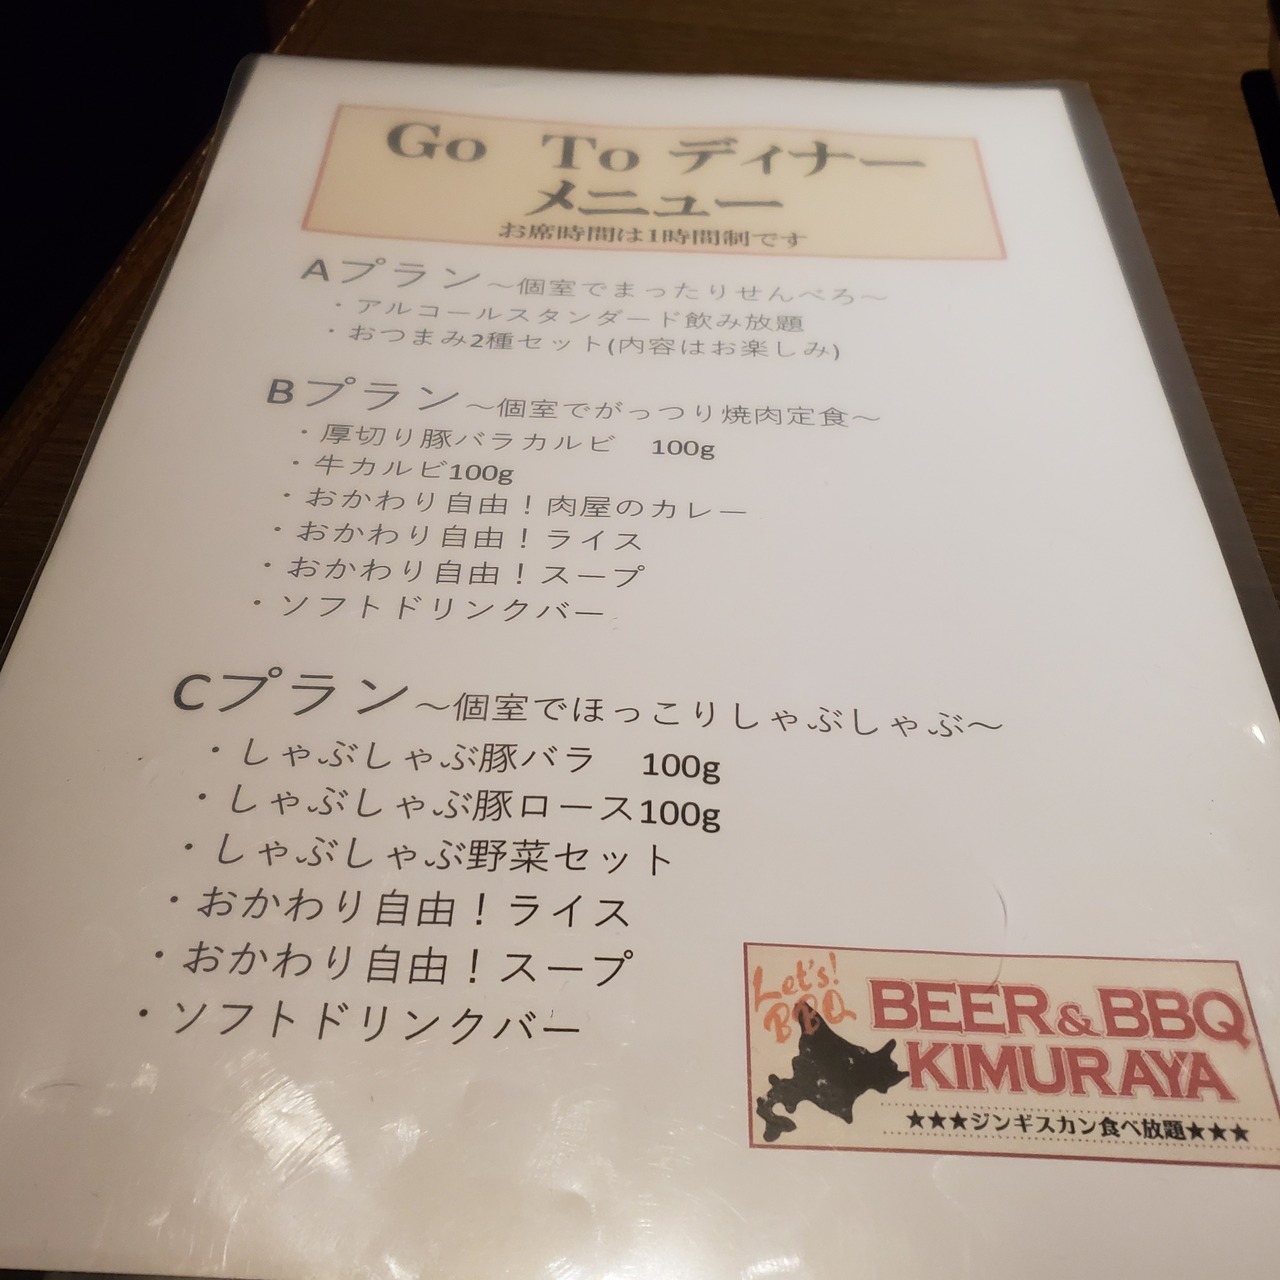 Go To ディナー
メニュー
お席時間は1時間制です
Aプラン～個室でまったりせんべろ～
・アルコールスタンダード飲み放題
・おつまみ2種セット(内容はお楽しみ)
Bプラン～個室でがっつり焼肉定食～
・厚切り豚バラカルビ　100g
・牛カルビ100g
・おかわり自由！肉屋のカレー
・おかわり自由！ライス
・おかわり自由！スープ
・ソフトドリンクバー
Cプラン～個室でほっこりしゃぶしゃぶ～
・しゃぶしゃぶ豚バラ　100g
・しゃぶしゃぶ豚ロース100g
・しゃぶしゃぶ野菜セット
・おかわり自由！ライス
・おかわり自由！スープ
・ソフトドリンクバー
Let's!
BBQ
BEER&BBQ
KIMURAYA
★★★ジンギスカン食べ放題★★★